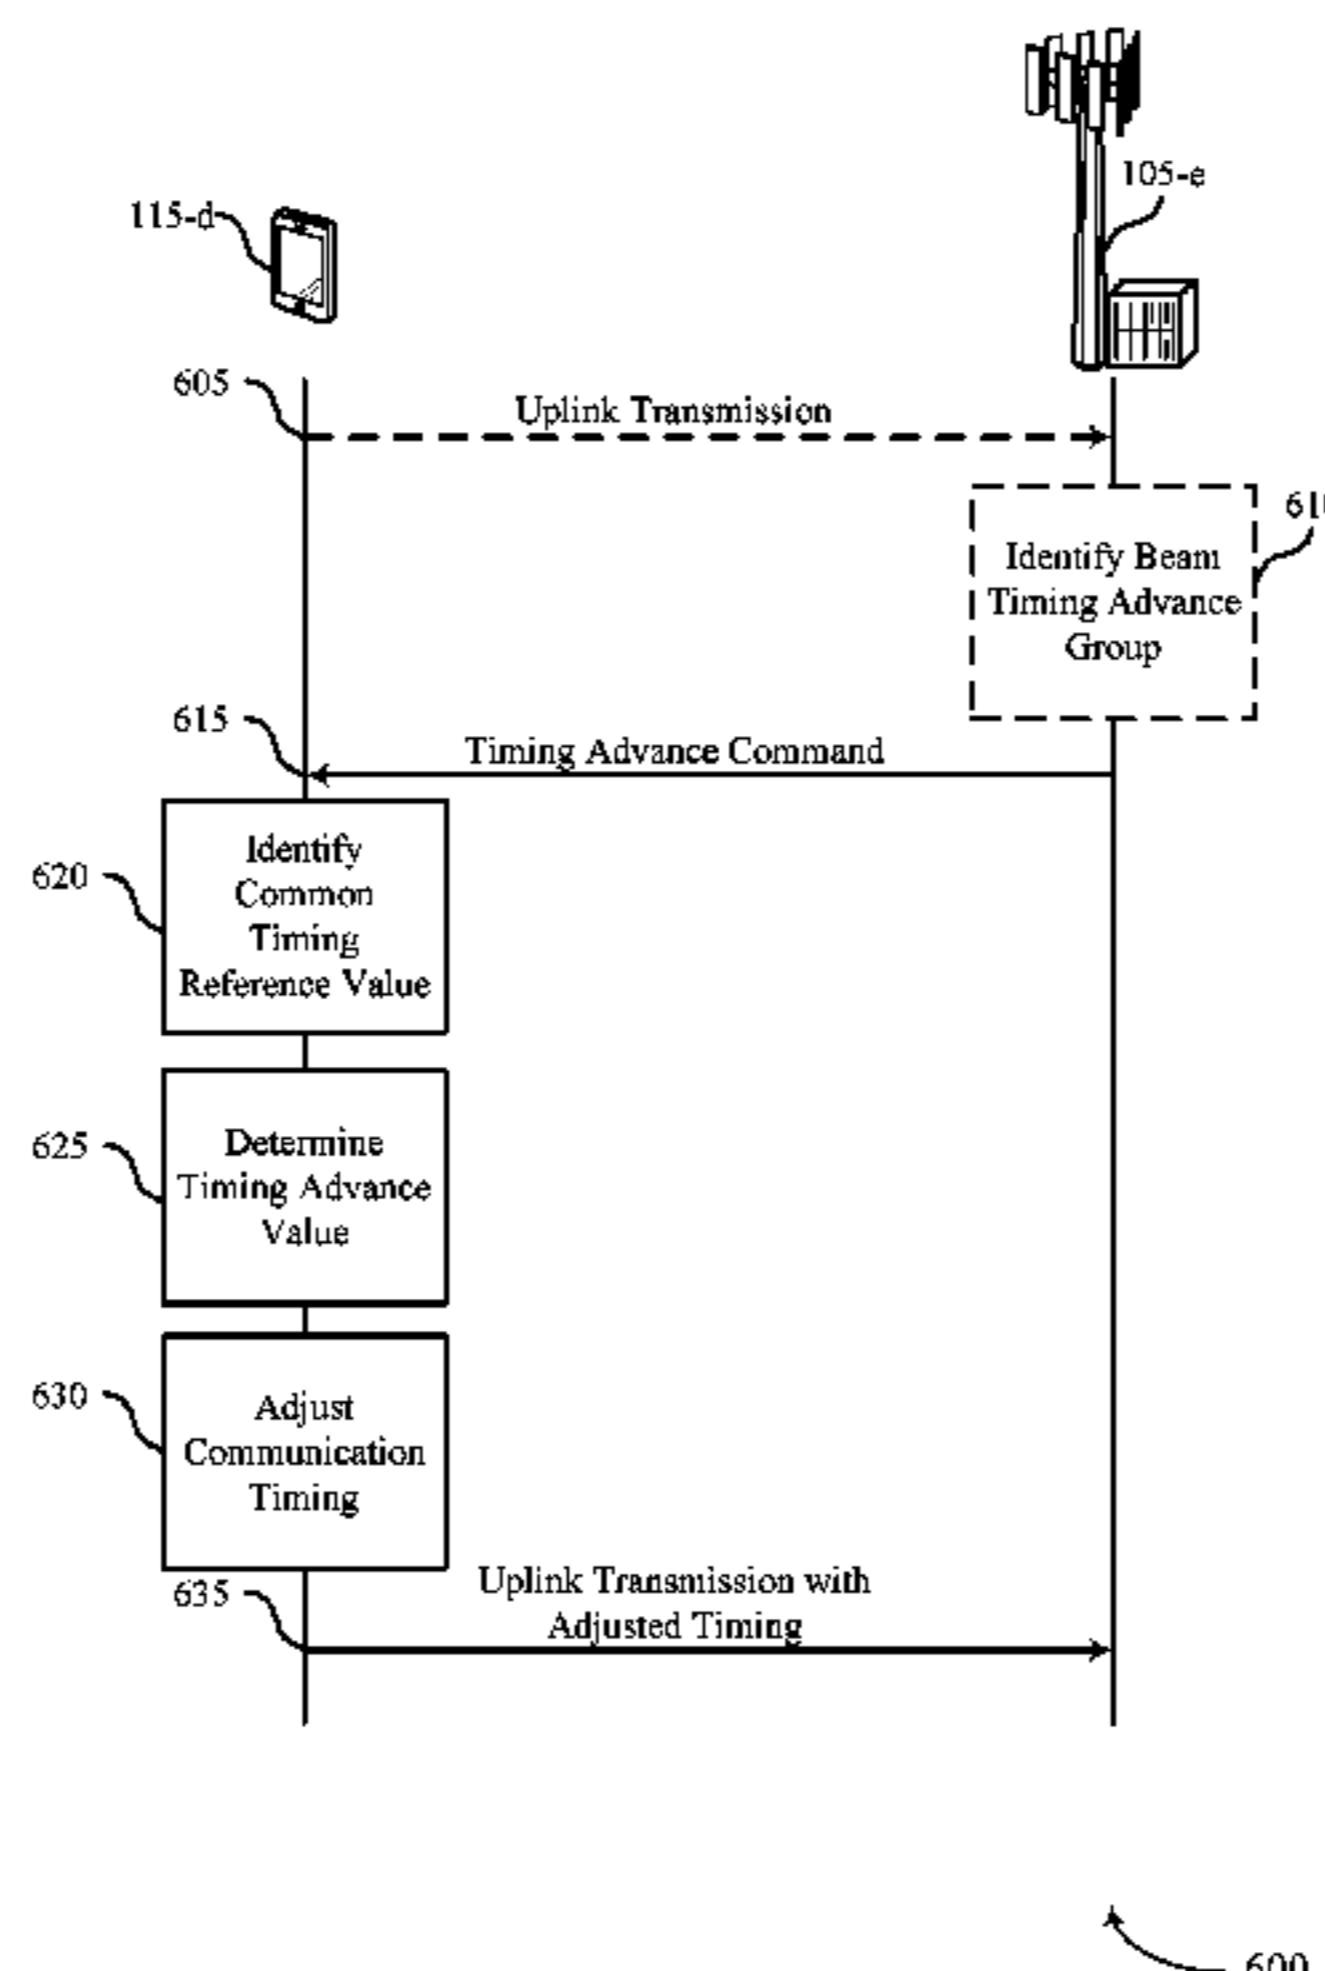 105-e
115-d
605
Uplink Transmission
Identify Beam
Timing Advance
Group
615
Timing Advance Command
Identify
Common
Timing
Reference Value
620
Determine
Timing Advance
Value
625
Adjust
Communication
Timing
630
635
Uplink Transmission with
Adjusted Timing
600